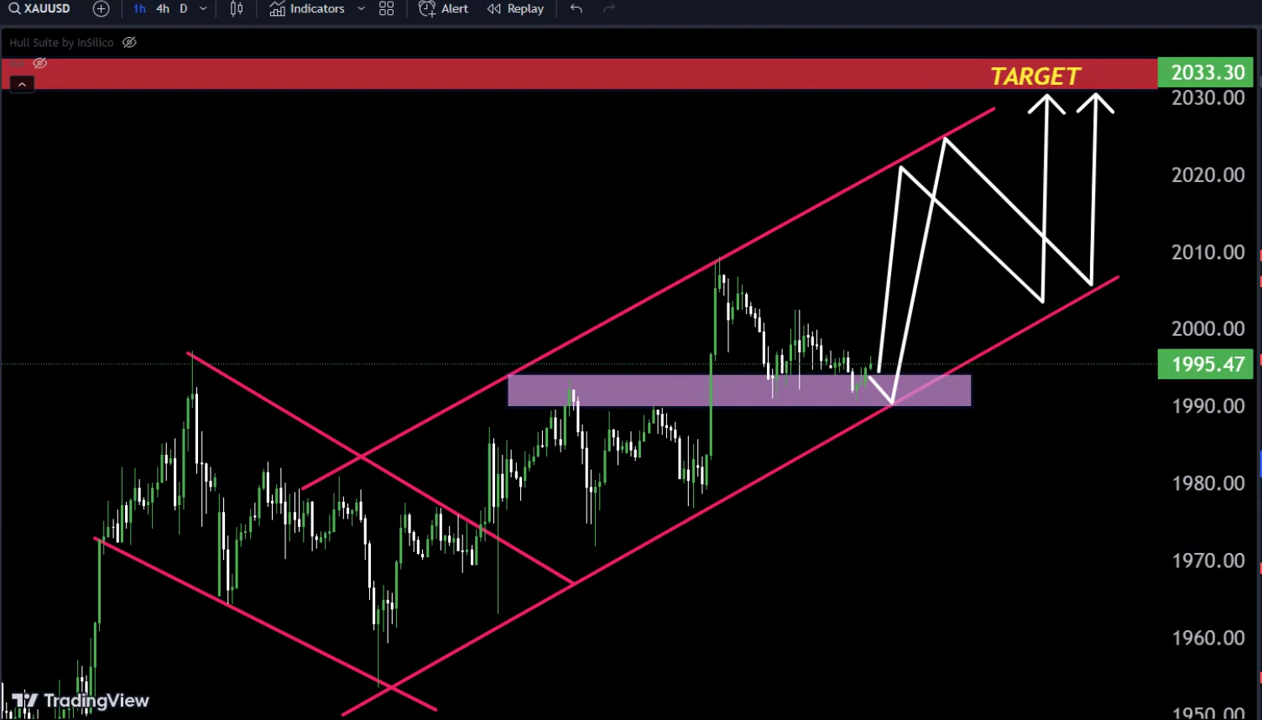 XAUUSD 1h 4h D Indicators Alert Replay
Hull Suite by InSilico
TARGET
2033.30
2030.00
2020.00
2010.00
2000.00
1995.47
1990.00
1980.00
1970.00
1960.00
1950.00
TradingView